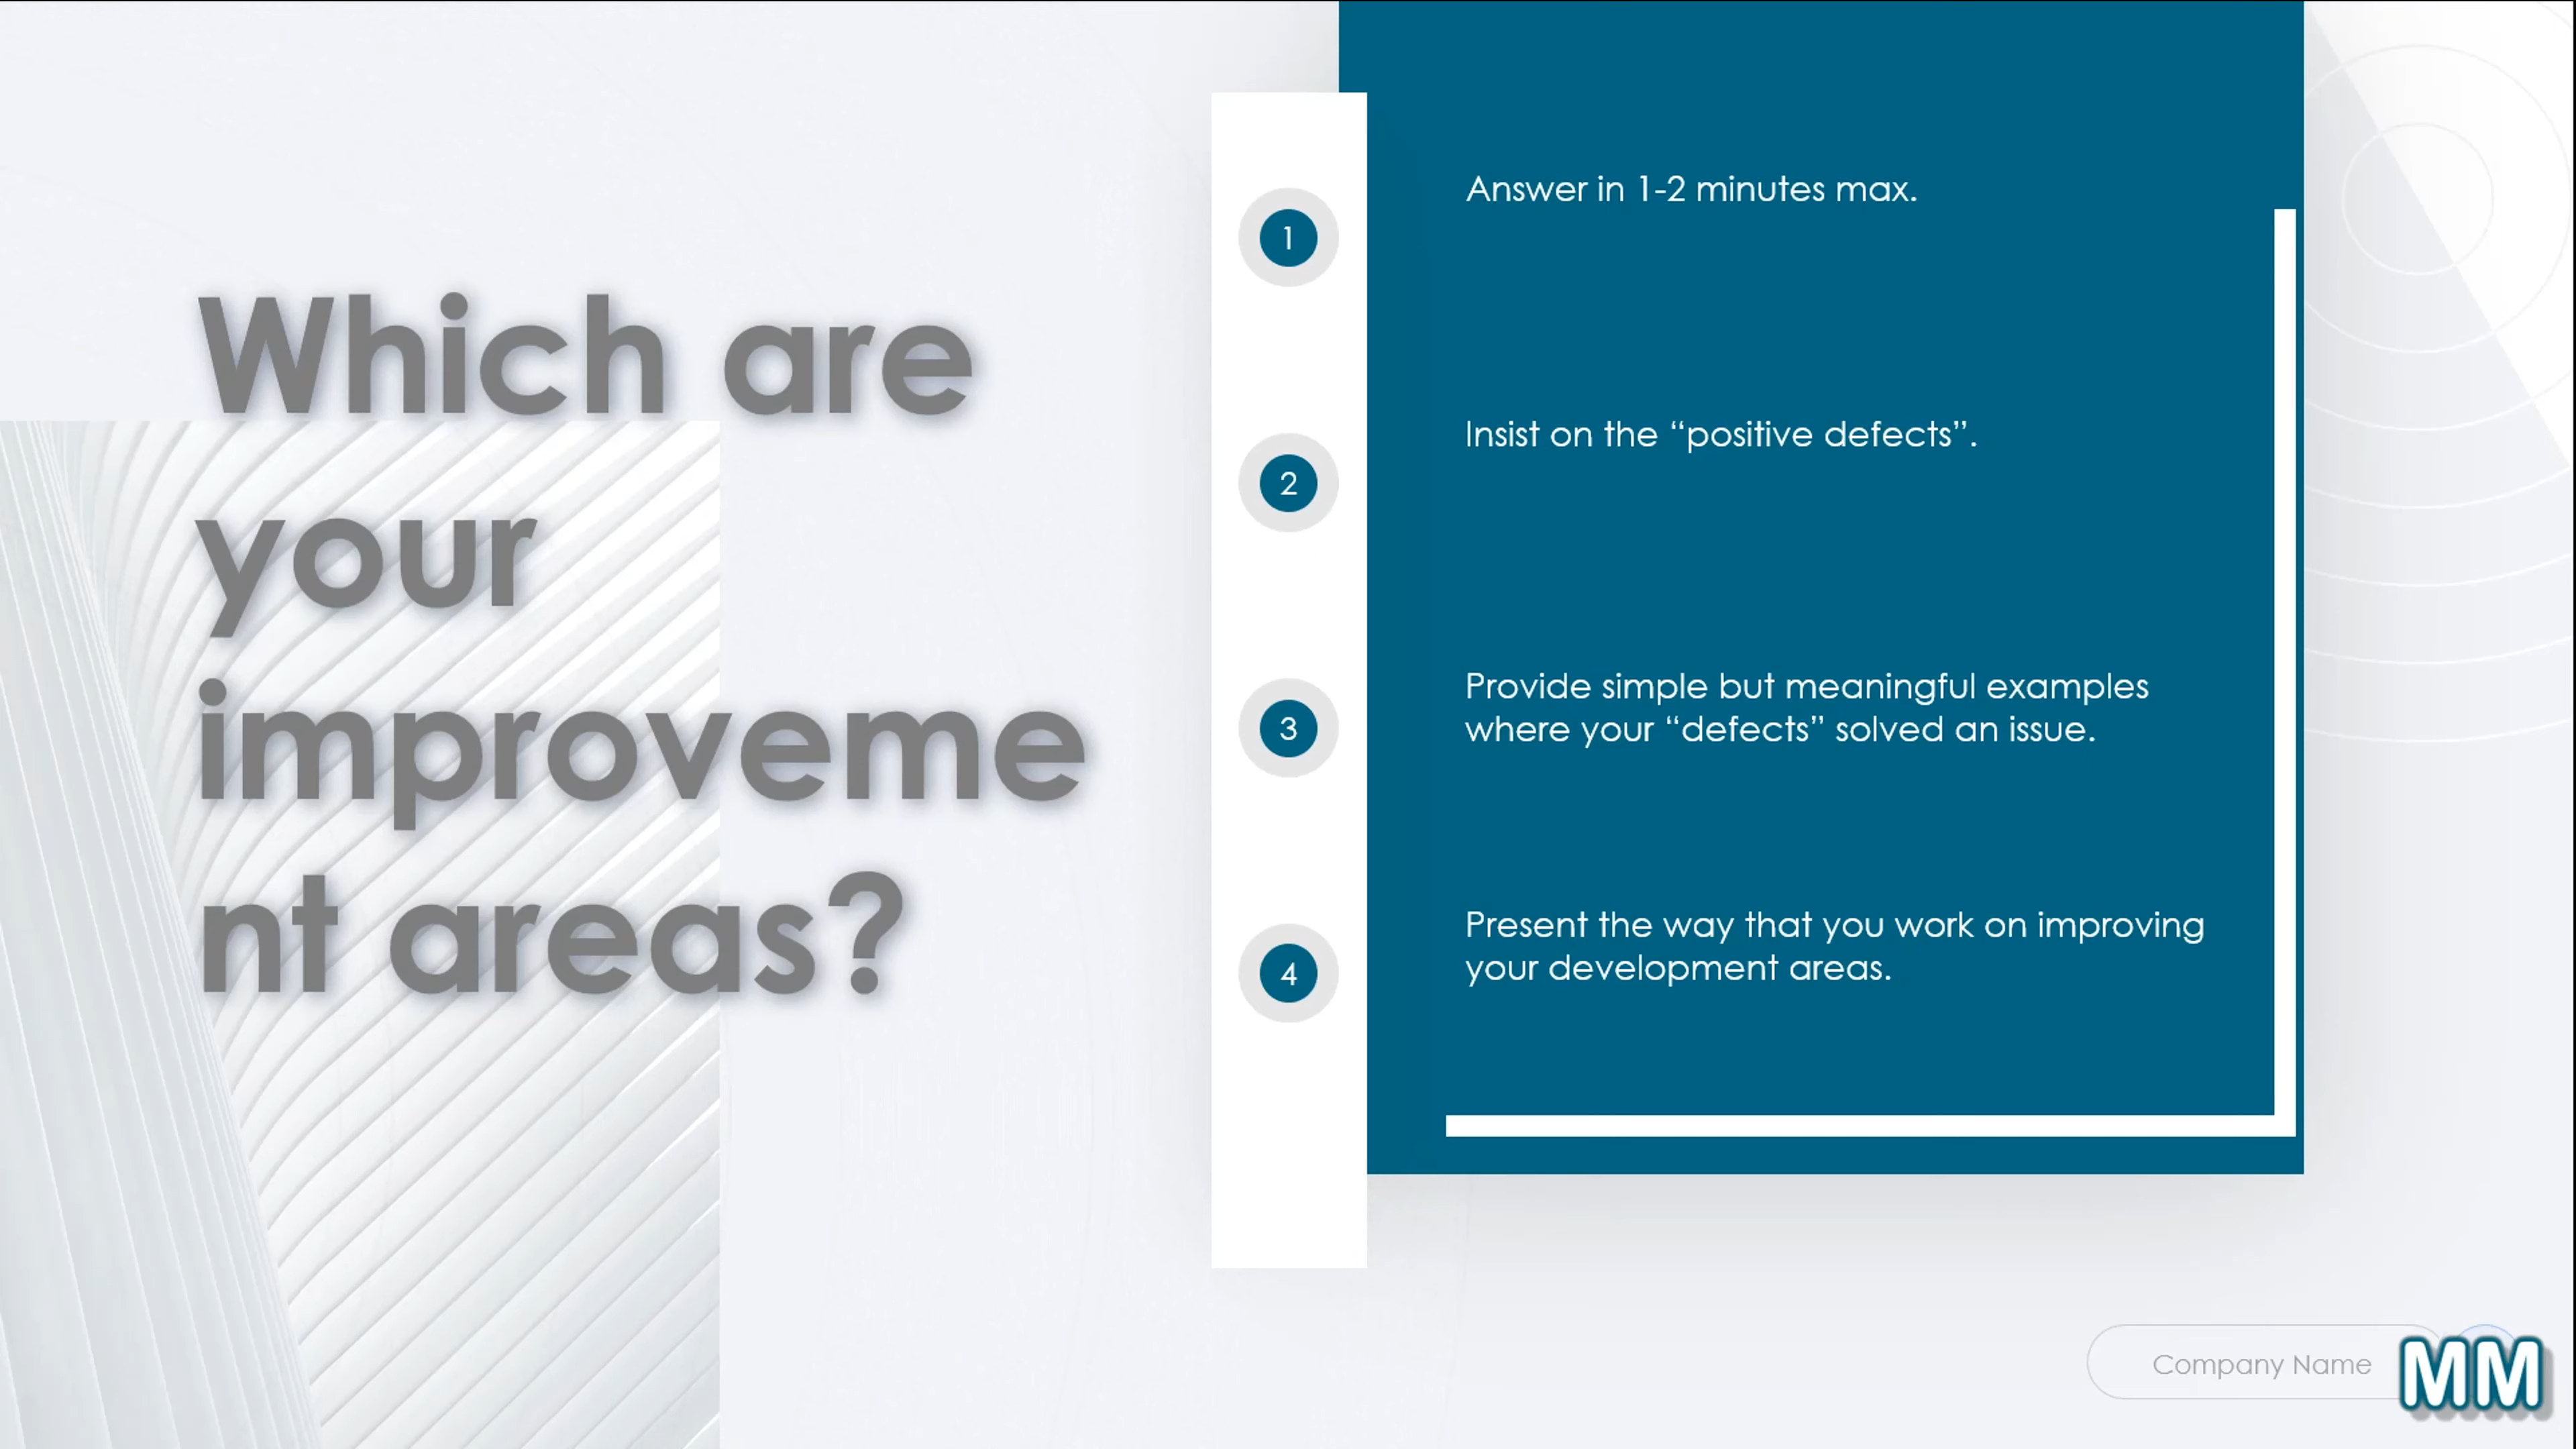 Which are
your
improveme
nt areas?
1
Answer in 1-2 minutes max.
2
Insist on the “positive defects”.
3
Provide simple but meaningful examples
where your “defects” solved an issue.
4
Present the way that you work on improving
your development areas.
Company Name
MM